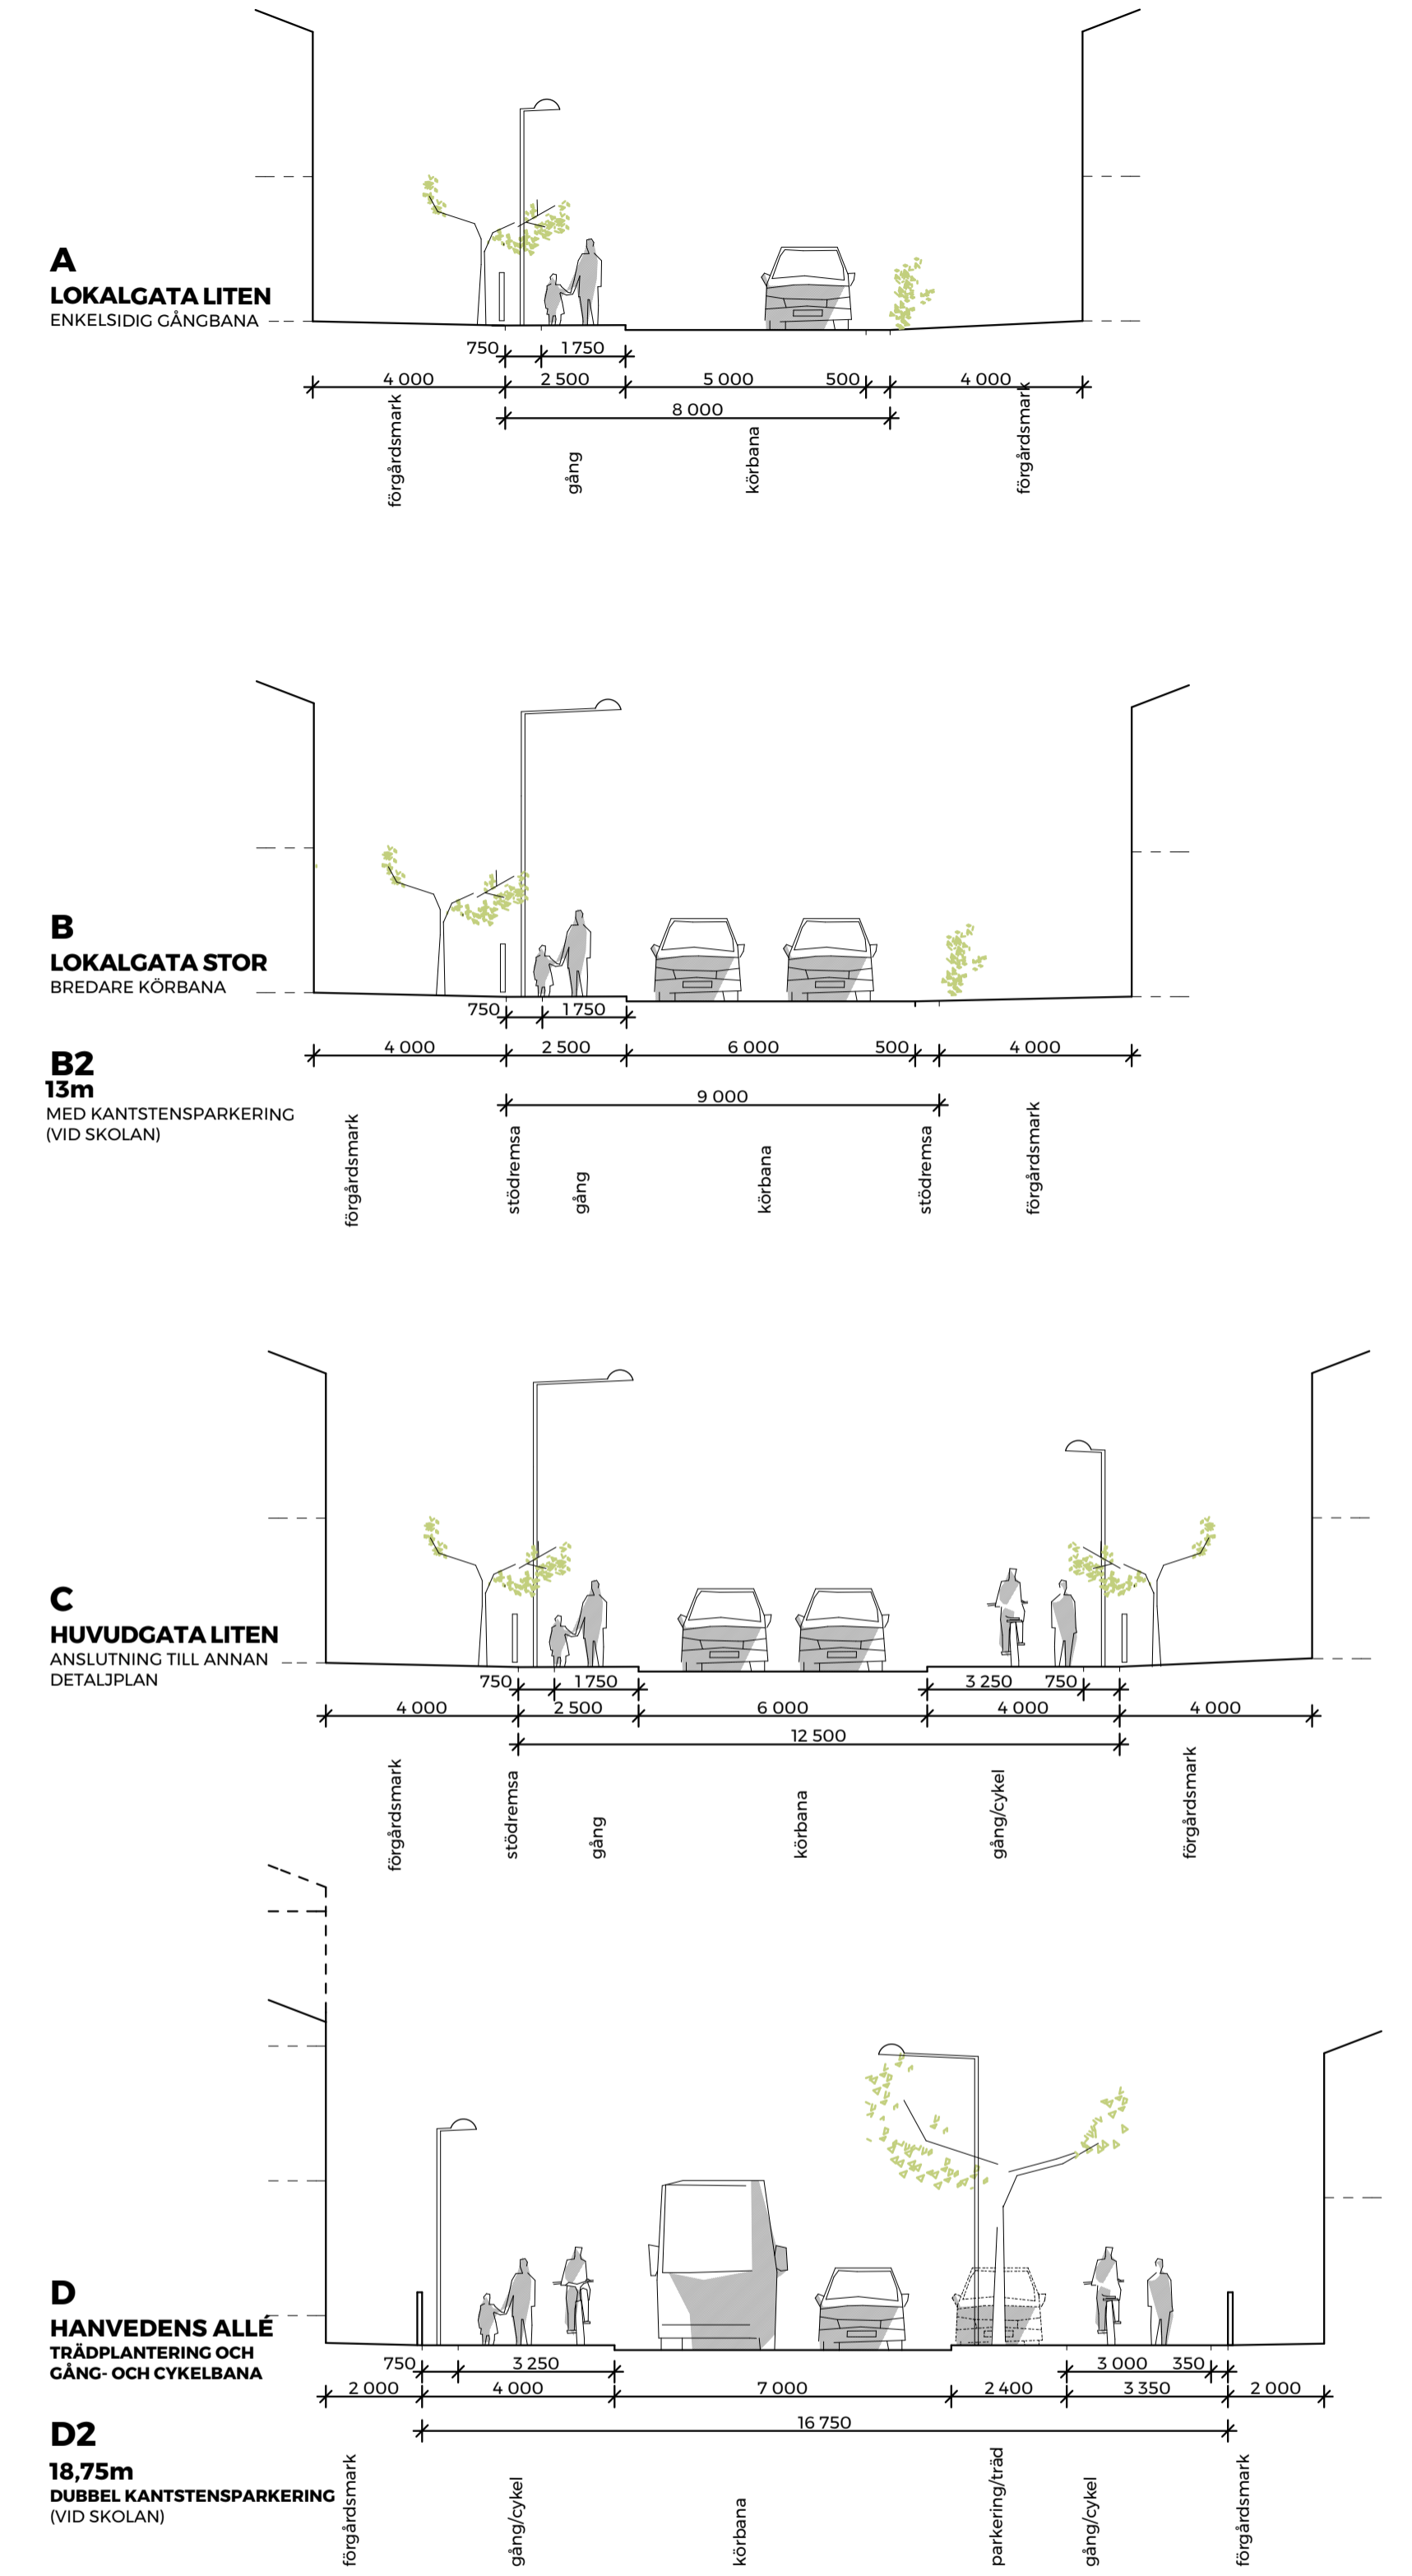 A
LOKALGATA LITEN
ENKELSIDIG GÅNGBANA
750 1 750
4 000 2 500 5 000 500 4 000
8 000
förgårdsmark gång körbana förgårdsmark
B
LOKALGATA STOR
BREDARE KÖRBANA
750 1 750
4 000 2 500 6 000 500 4 000
B2
13m
MED KANTSTENSPARKERING
(VID SKOLAN)
9 000
förgårdsmark stödremsa gång körbana stödremsa förgårdsmark
C
HUVUDGATA LITEN
ANSLUTNING TILL ANNAN
DETALJPLAN
750 1 750 3 250 750
4 000 2 500 6 000 4 000 4 000
12 500
förgårdsmark stödremsa gång körbana gång/cykel förgårdsmark
D
HANVEDENS ALLÉ
TRÄDPLANTERING OCH
GÅNG- OCH CYKELBANA
750 3 250 3 000 350
2 000 4 000 7 000 2 400 3 350 2 000
16 750
D2
18,75m
DUBBEL KANTSTENSPARKERING
(VID SKOLAN)
förgårdsmark gång/cykel körbana parkering/träd gång/cykel förgårdsmark